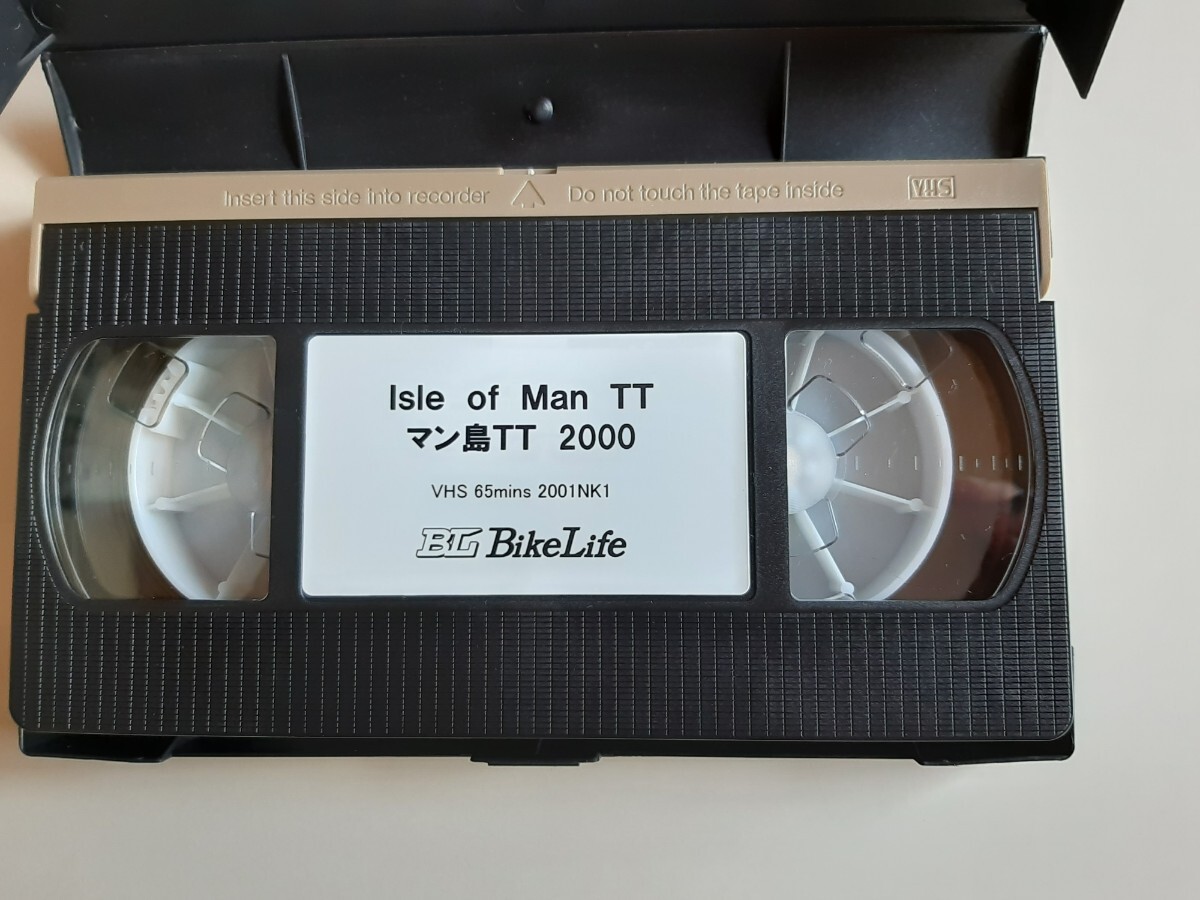 Insert this side into recorder Do not touch the tape inside VHS
Isle of Man TT
マン島TT 2000
VHS 65mins 2001NK1
BL BikeLife